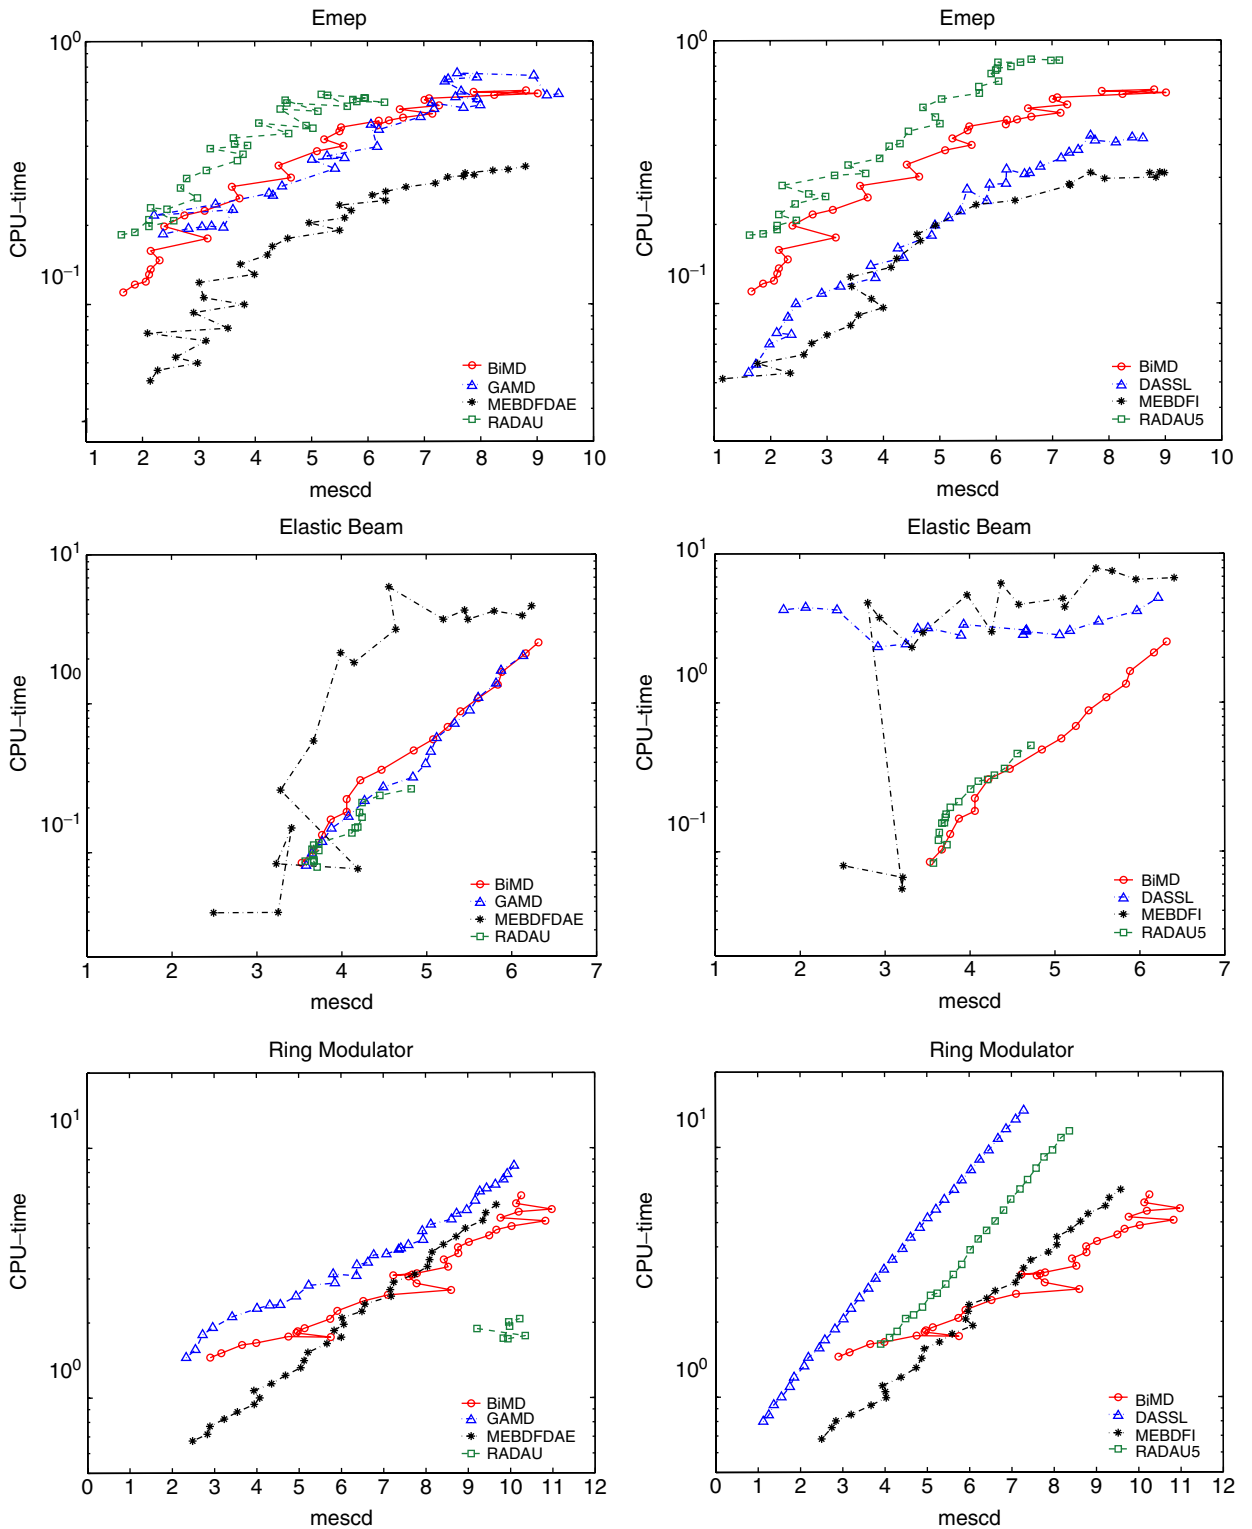 Emep
10^0
10^-1
CPU-time
1 2 3 4 5 6 7 8 9 10
mescd
BiMD
GAMD
MEBDFDAE
RADAU
Emep
10^0
10^-1
CPU-time
1 2 3 4 5 6 7 8 9 10
mescd
BiMD
DASSL
MEBDFI
RADAU5
Elastic Beam
10^1
10^0
10^-1
CPU-time
1 2 3 4 5 6 7
mescd
BiMD
GAMD
MEBDFDAE
RADAU
Elastic Beam
10^1
10^0
10^-1
CPU-time
1 2 3 4 5 6 7
mescd
BiMD
DASSL
MEBDFI
RADAU5
Ring Modulator
10^1
10^0
CPU-time
0 1 2 3 4 5 6 7 8 9 10 11 12
mescd
BiMD
GAMD
MEBDFDAE
RADAU
Ring Modulator
10^1
10^0
CPU-time
0 1 2 3 4 5 6 7 8 9 10 11 12
mescd
BiMD
DASSL
MEBDFI
RADAU5